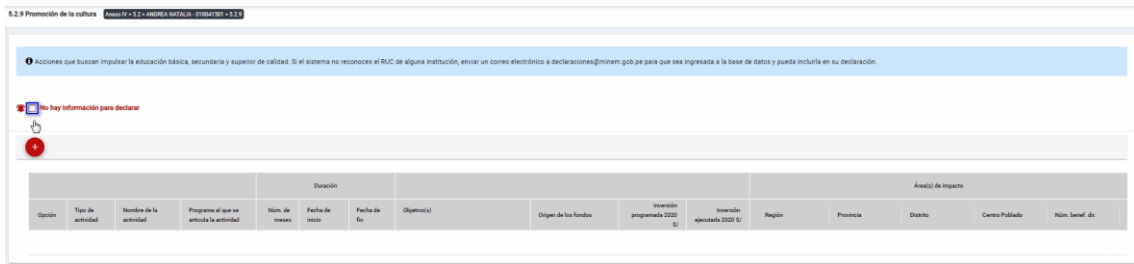 5.2.9 Promoción de la cultura Anexo IV > 5.2 > ANDREA NATALIA - 010041501 > 5.2.9
Acciones que buscan impulsar la educación básica, secundaria y superior de calidad. Si el sistema no reconoces el RUC de alguna institución, enviar un correo electrónico a declaraciones@minem.gob.pe para que sea ingresada a la base de datos y pueda incluirla en su declaración.
No hay información para declarar
+
Duración Área(s) de impacto
Opción Tipo de actividad Nombre de la actividad Programa al que se articula la actividad Núm. de meses Fecha de inicio Fecha de fin Objetivo(s) Origen de los fondos Inversión programada 2020 S/ Inversión ejecutada 2020 S/ Región Provincia Distrito Centro Poblado Núm. benef. dir.